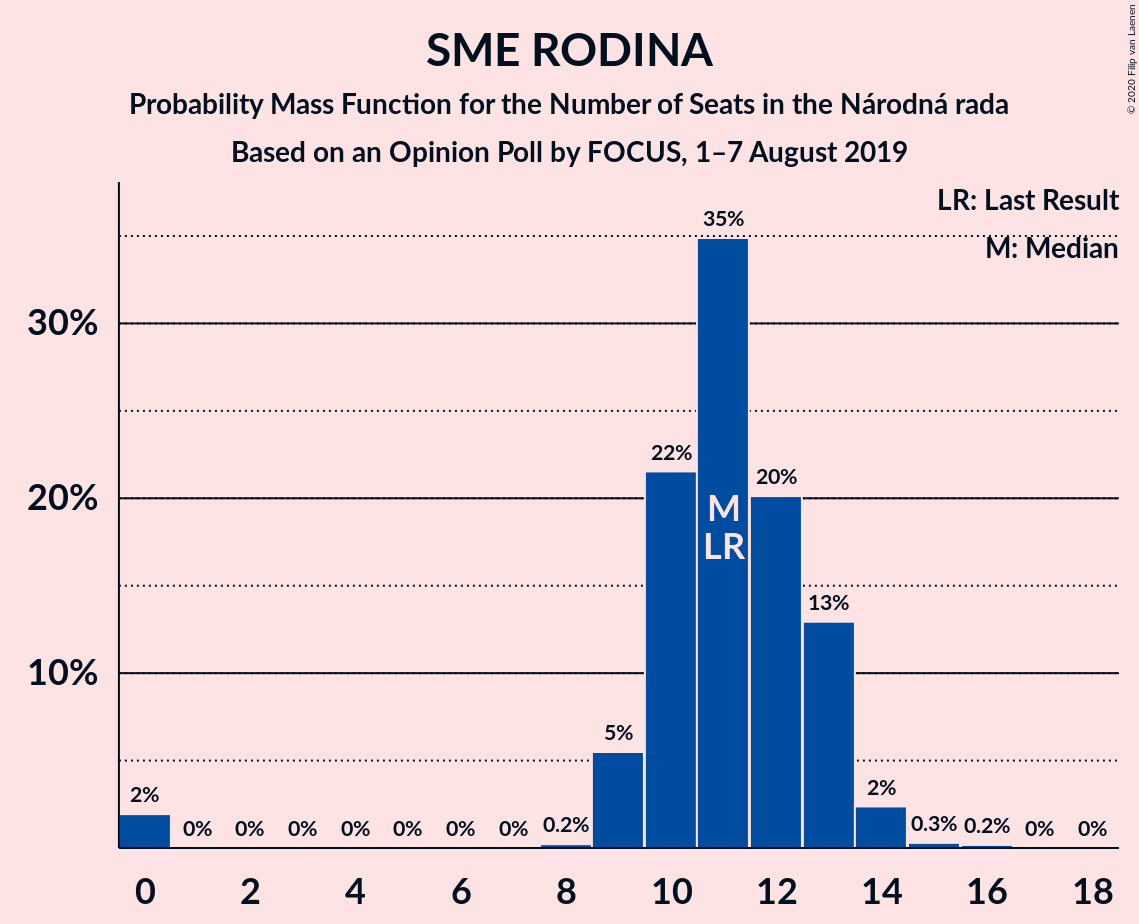 SME RODINA
Probability Mass Function for the Number of Seats in the Národná rada
Based on an Opinion Poll by FOCUS, 1–7 August 2019
© 2020 Filip van Laenen
LR: Last Result
M: Median
30%
20%
10%
2%
0%
0%
0%
0%
0%
0%
0%
0.2%
5%
22%
35%
20%
13%
2%
0.3%
0.2%
0%
0%
M
LR
0 2 4 6 8 10 12 14 16 18